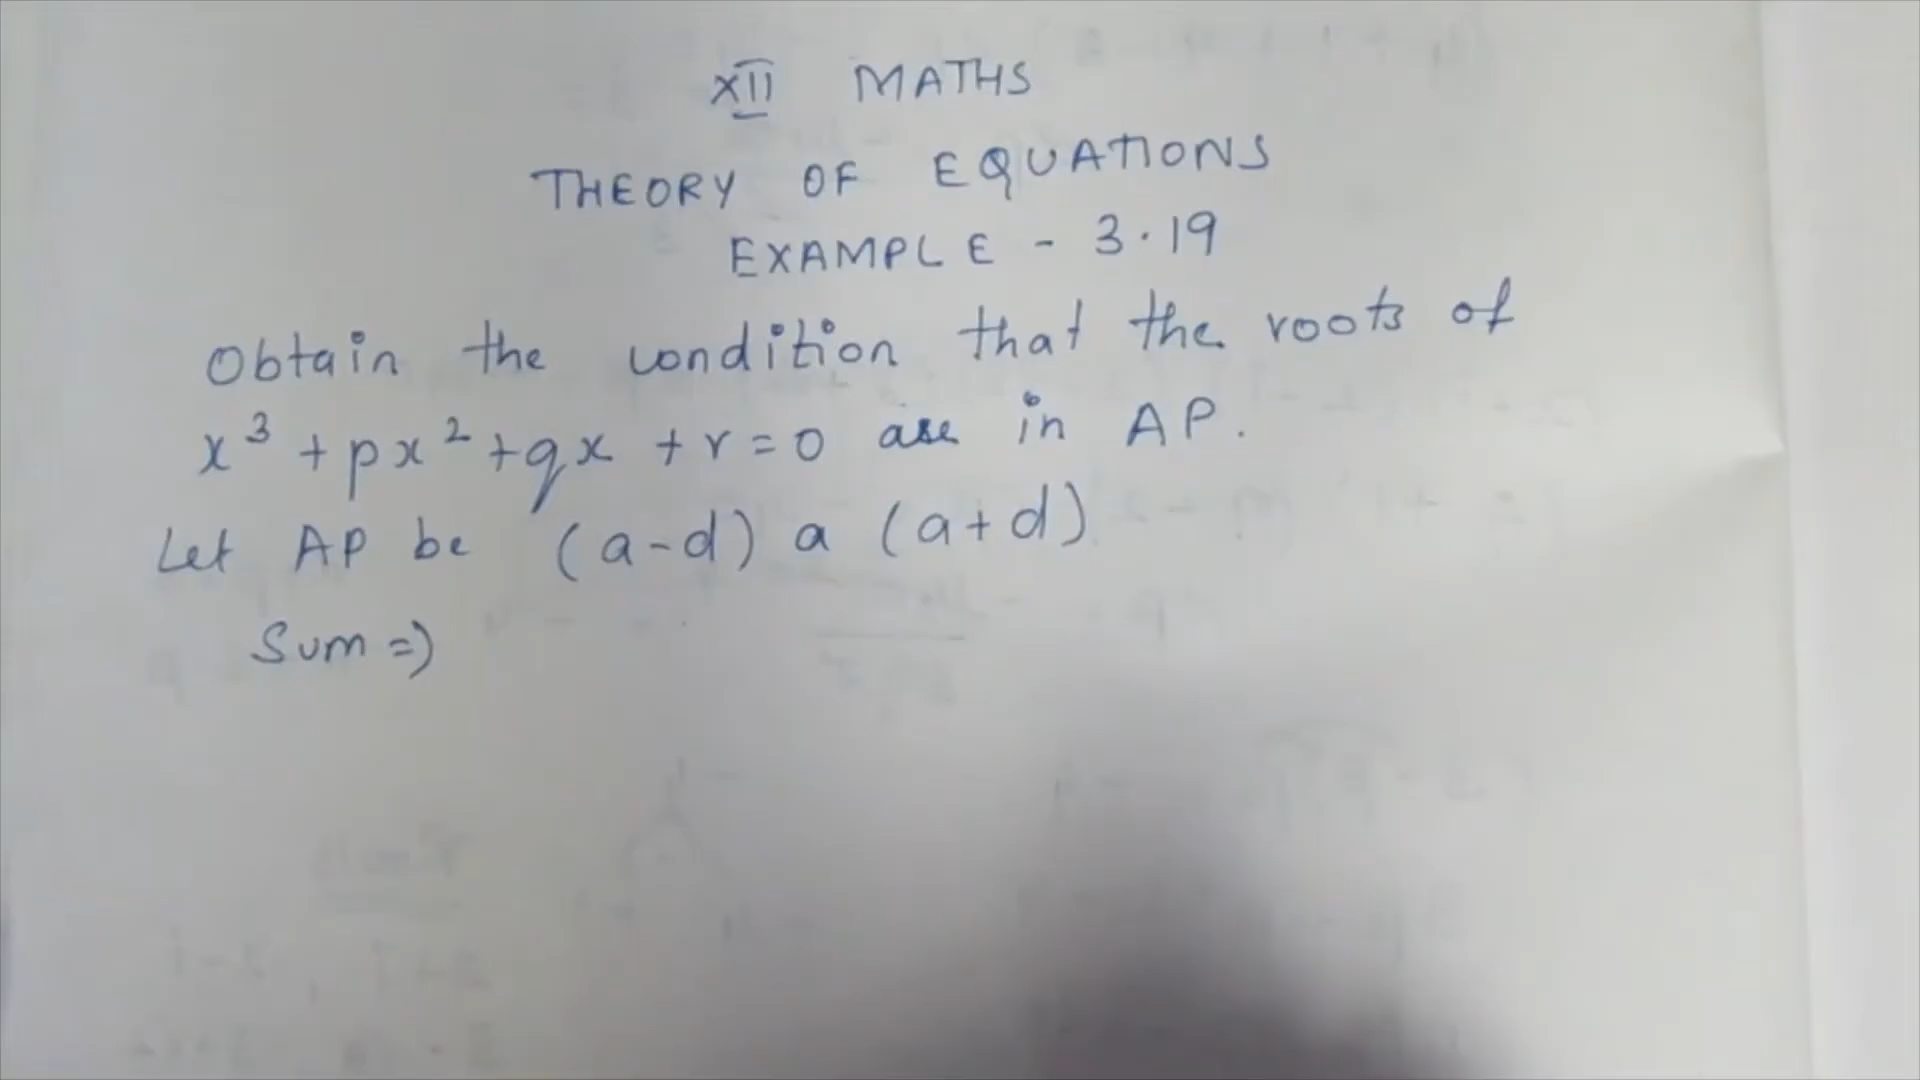 XII MATHS
THEORY OF EQUATIONS
EXAMPLE - 3.19
Obtain the condition that the roots of
x³ + px² + qx + r = 0 are in AP.
Let AP be (a-d) a (a+d)
Sum =)